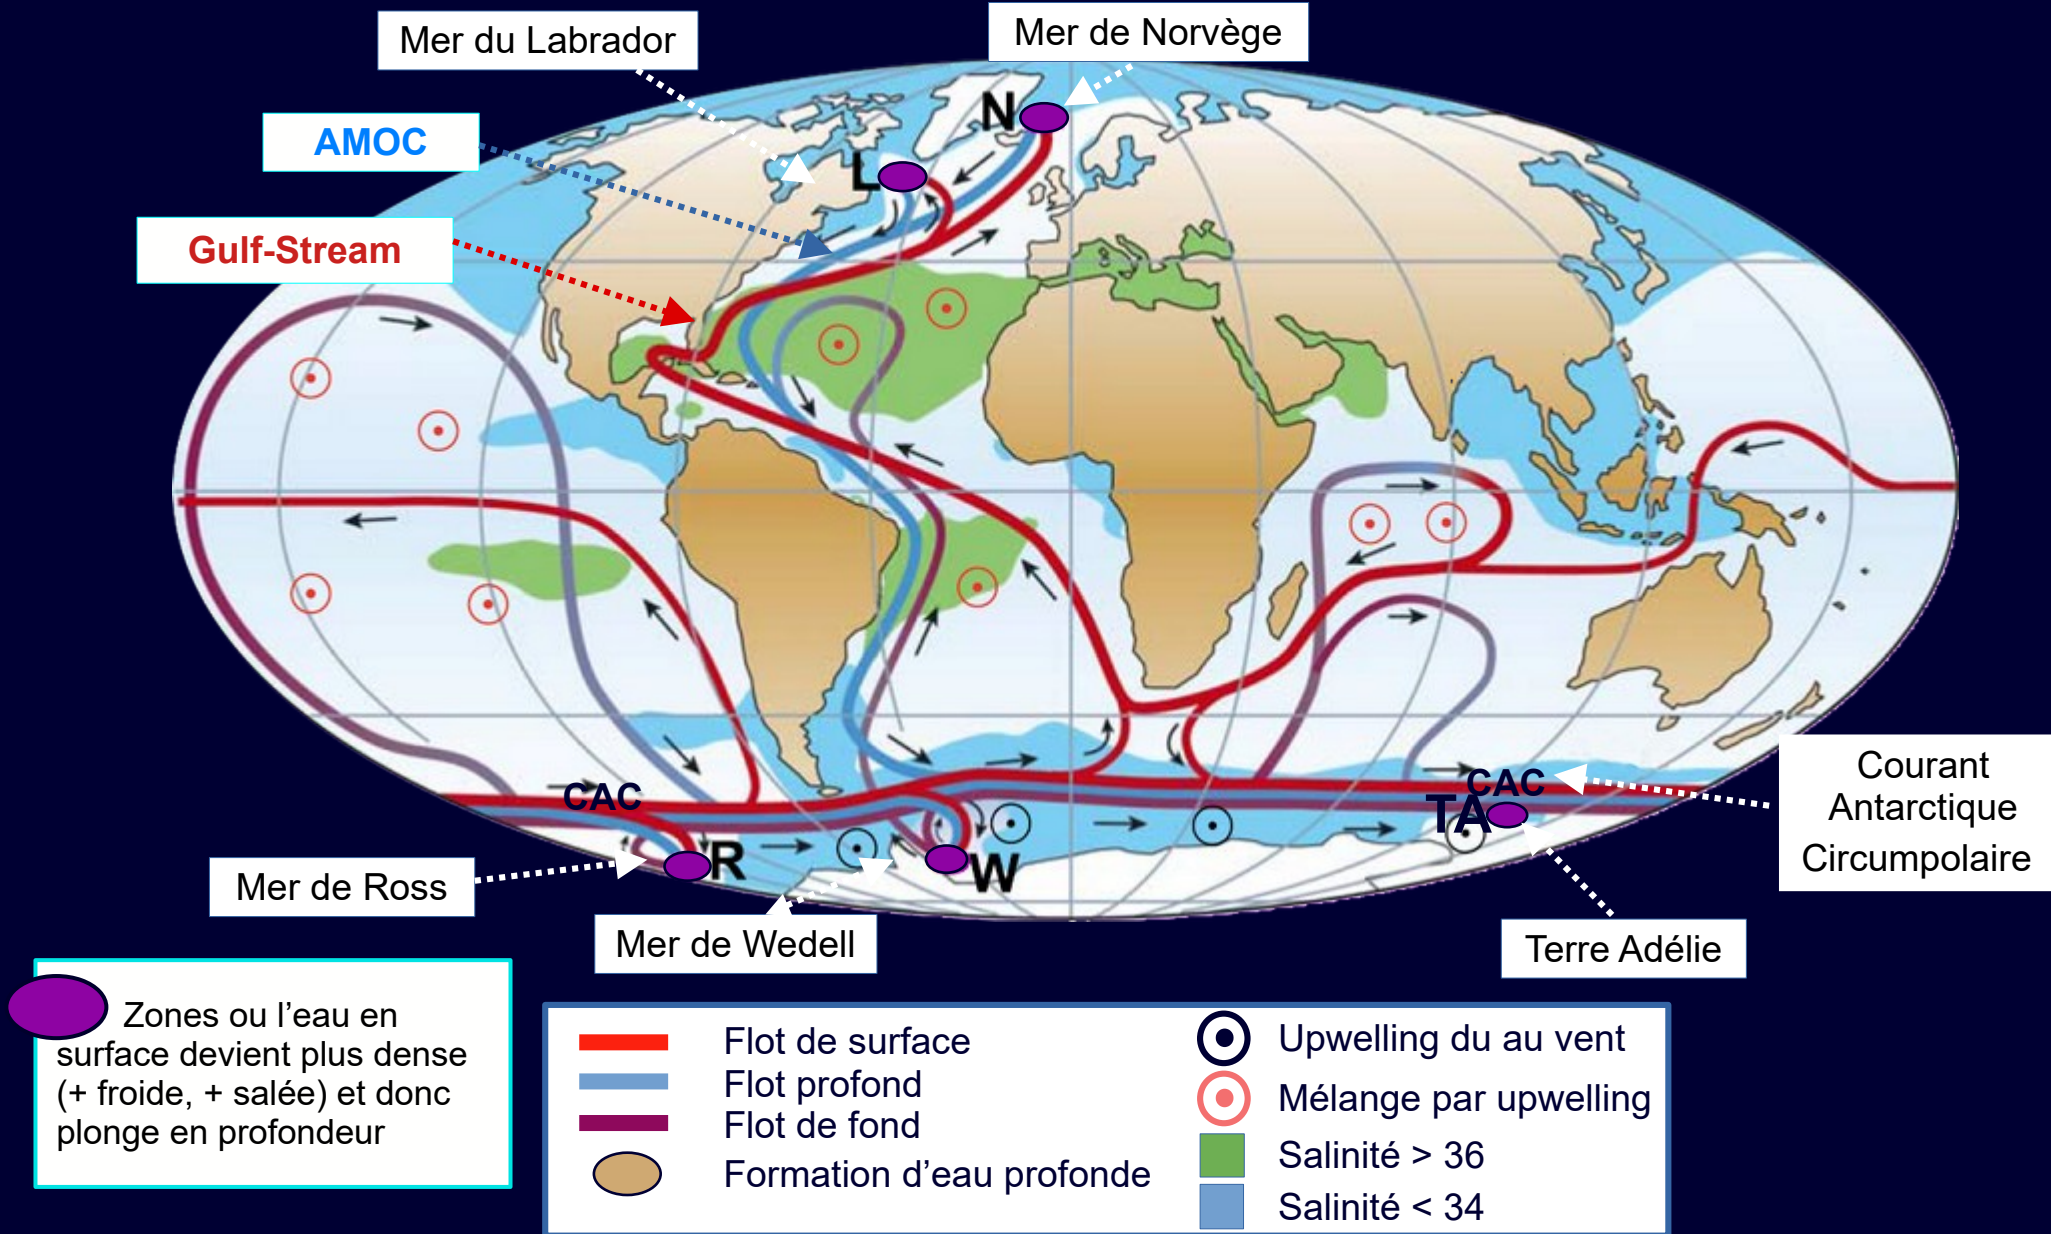 Mer du Labrador
Mer de Norvège
AMOC
Gulf-Stream
N
L
CAC
CAC
TA
R
W
Courant
Antarctique
Circumpolaire
Mer de Ross
Mer de Wedell
Terre Adélie
Zones ou l’eau en
surface devient plus dense
(+ froide, + salée) et donc
plonge en profondeur
Flot de surface
Flot profond
Flot de fond
Formation d’eau profonde
Upwelling du au vent
Mélange par upwelling
Salinité > 36
Salinité < 34